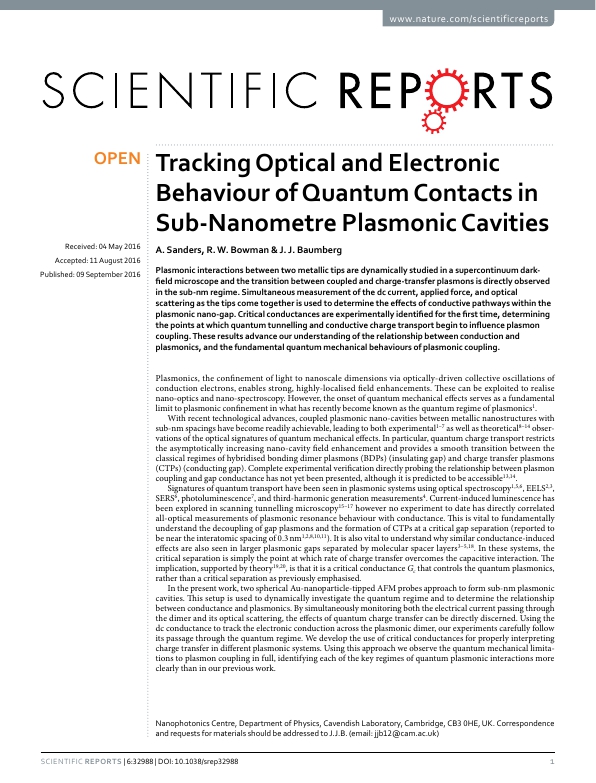 www.nature.com/scientificreports
SCIENTIFIC REPORTS
OPEN
Tracking Optical and Electronic
Behaviour of Quantum Contacts in
Sub-Nanometre Plasmonic Cavities
Received: 04 May 2016
Accepted: 11 August 2016
Published: 09 September 2016
A. Sanders, R. W. Bowman & J. J. Baumberg
Plasmonic interactions between two metallic tips are dynamically studied in a supercontinuum dark-
field microscope and the transition between coupled and charge-transfer plasmons is directly observed
in the sub-nm regime. Simultaneous measurement of the dc current, applied force, and optical
scattering as the tips come together is used to determine the effects of conductive pathways within the
plasmonic nano-gap. Critical conductances are experimentally identified for the first time, determining
the points at which quantum tunnelling and conductive charge transport begin to influence plasmon
coupling. These results advance our understanding of the relationship between conduction and
plasmonics, and the fundamental quantum mechanical behaviours of plasmonic coupling.
Plasmonics, the confinement of light to nanoscale dimensions via optically-driven collective oscillations of
conduction electrons, enables strong, highly-localised field enhancements. These can be exploited to realise
nano-optics and nano-spectroscopy. However, the onset of quantum mechanical effects serves as a fundamental
limit to plasmonic confinement in what has recently become known as the quantum regime of plasmonics¹.
With recent technological advances, coupled plasmonic nano-cavities between metallic nanostructures with
sub-nm spacings have become readily achievable, leading to both experimental¹⁻⁷ as well as theoretical⁸⁻¹⁴ obser-
vations of the optical signatures of quantum mechanical effects. In particular, quantum charge transport restricts
the asymptotically increasing nano-cavity field enhancement and provides a smooth transition between the
classical regimes of hybridised bonding dimer plasmons (BDPs) (insulating gap) and charge transfer plasmons
(CTPs) (conducting gap). Complete experimental verification directly probing the relationship between plasmon
coupling and gap conductance has not yet been presented, although it is predicted to be accessible¹³,¹⁴.
Signatures of quantum transport have been seen in plasmonic systems using optical spectroscopy¹,⁵,⁶, EELS²,³,
SERS⁶, photoluminescence⁷, and third-harmonic generation measurements⁴. Current-induced luminescence has
been explored in scanning tunnelling microscopy¹⁵⁻¹⁷ however no experiment to date has directly correlated
all-optical measurements of plasmonic resonance behaviour with conductance. This is vital to fundamentally
understand the decoupling of gap plasmons and the formation of CTPs at a critical gap separation (reported to
be near the interatomic spacing of 0.3 nm¹,²,⁸,¹⁰,¹¹). It is also vital to understand why similar conductance-induced
effects are also seen in larger plasmonic gaps separated by molecular spacer layers³⁻⁵,¹⁸. In these systems, the
critical separation is simply the point at which rate of charge transfer overcomes the capacitive interaction. The
implication, supported by theory¹⁹,²⁰, is that it is a critical conductance Gc that controls the quantum plasmonics,
rather than a critical separation as previously emphasised.
In the present work, two spherical Au-nanoparticle-tipped AFM probes approach to form sub-nm plasmonic
cavities. This setup is used to dynamically investigate the quantum regime and to determine the relationship
between conductance and plasmonics. By simultaneously monitoring both the electrical current passing through
the dimer and its optical scattering, the effects of quantum charge transfer can be directly discerned. Using the
dc conductance to track the electronic conduction across the plasmonic dimer, our experiments carefully follow
its passage through the quantum regime. We develop the use of critical conductances for properly interpreting
charge transfer in different plasmonic systems. Using this approach we observe the quantum mechanical limita-
tions to plasmon coupling in full, identifying each of the key regimes of quantum plasmonic interactions more
clearly than in our previous work.
Nanophotonics Centre, Department of Physics, Cavendish Laboratory, Cambridge, CB3 0HE, UK. Correspondence
and requests for materials should be addressed to J.J.B. (email: jjb12@cam.ac.uk)
SCIENTIFIC REPORTS | 6:32988 | DOI: 10.1038/srep32988
1